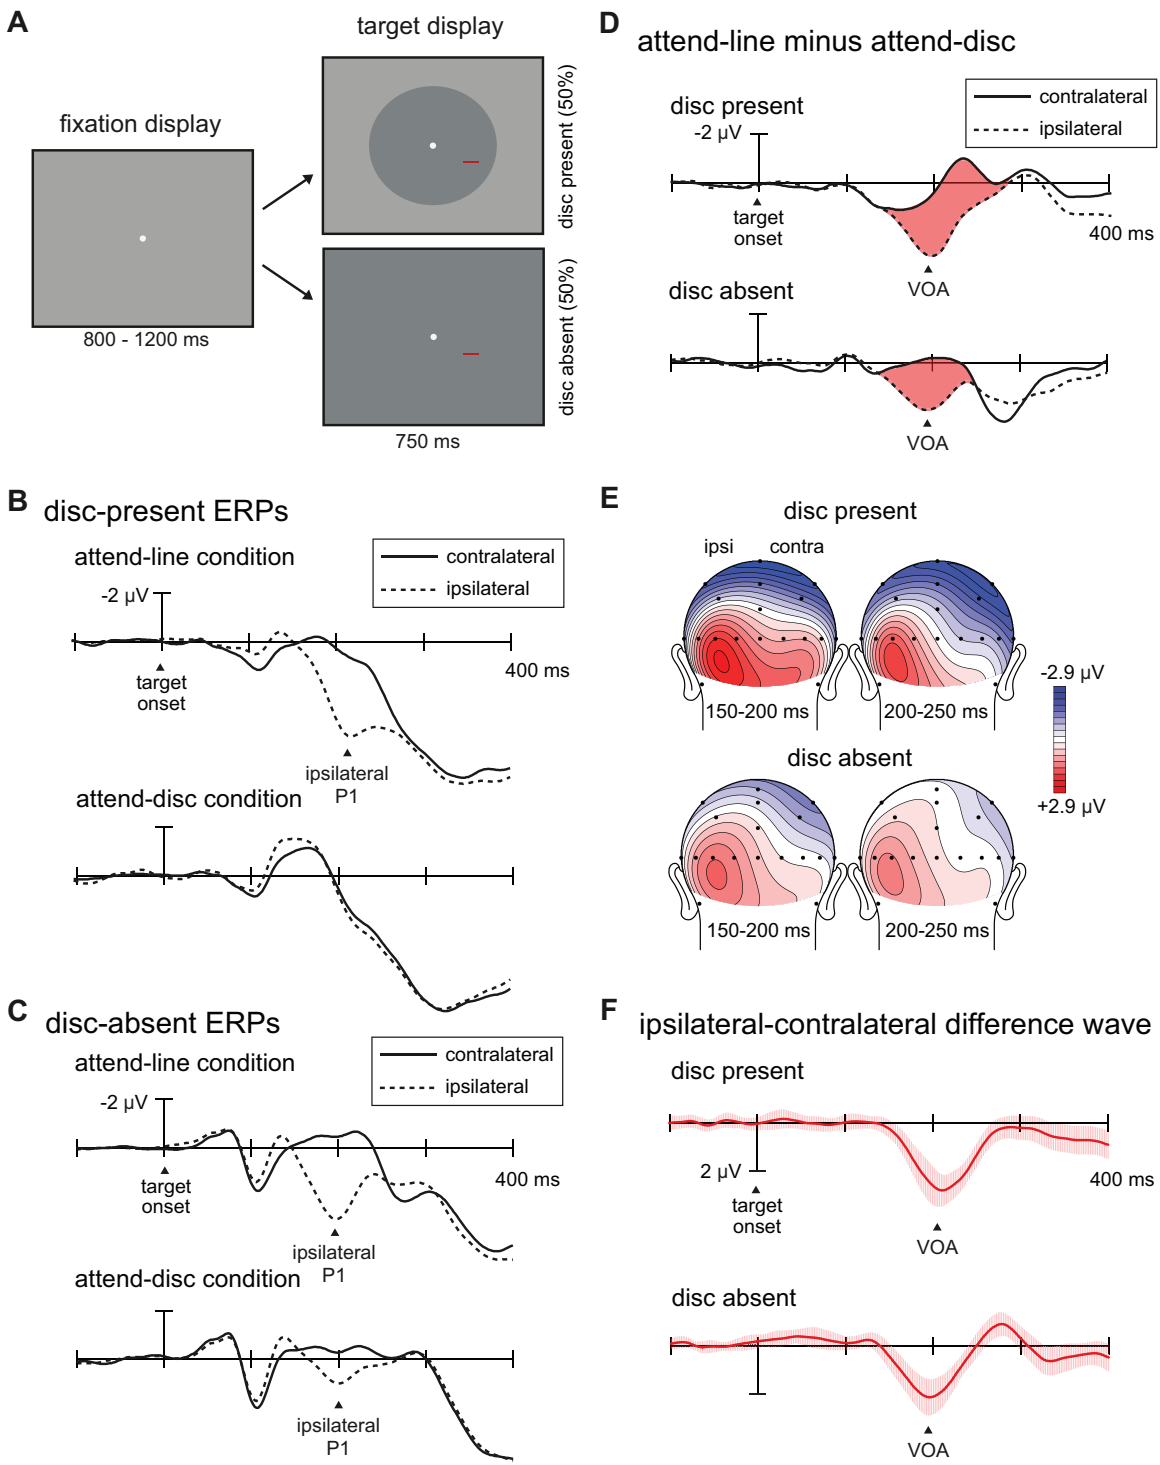 A
target display
fixation display
800 - 1200 ms
disc present (50%)
disc absent (50%)
750 ms
B
disc-present ERPs
attend-line condition
contralateral
ipsilateral
-2 µV
target
onset
400 ms
ipsilateral
P1
attend-disc condition
C
disc-absent ERPs
attend-line condition
contralateral
ipsilateral
-2 µV
target
onset
400 ms
ipsilateral
P1
attend-disc condition
ipsilateral
P1
D
attend-line minus attend-disc
contralateral
ipsilateral
disc present
-2 µV
target
onset
400 ms
VOA
disc absent
VOA
E
disc present
ipsi
contra
150-200 ms
200-250 ms
-2.9 µV
+2.9 µV
disc absent
150-200 ms
200-250 ms
F
ipsilateral-contralateral difference wave
disc present
2 µV
target
onset
400 ms
VOA
disc absent
VOA